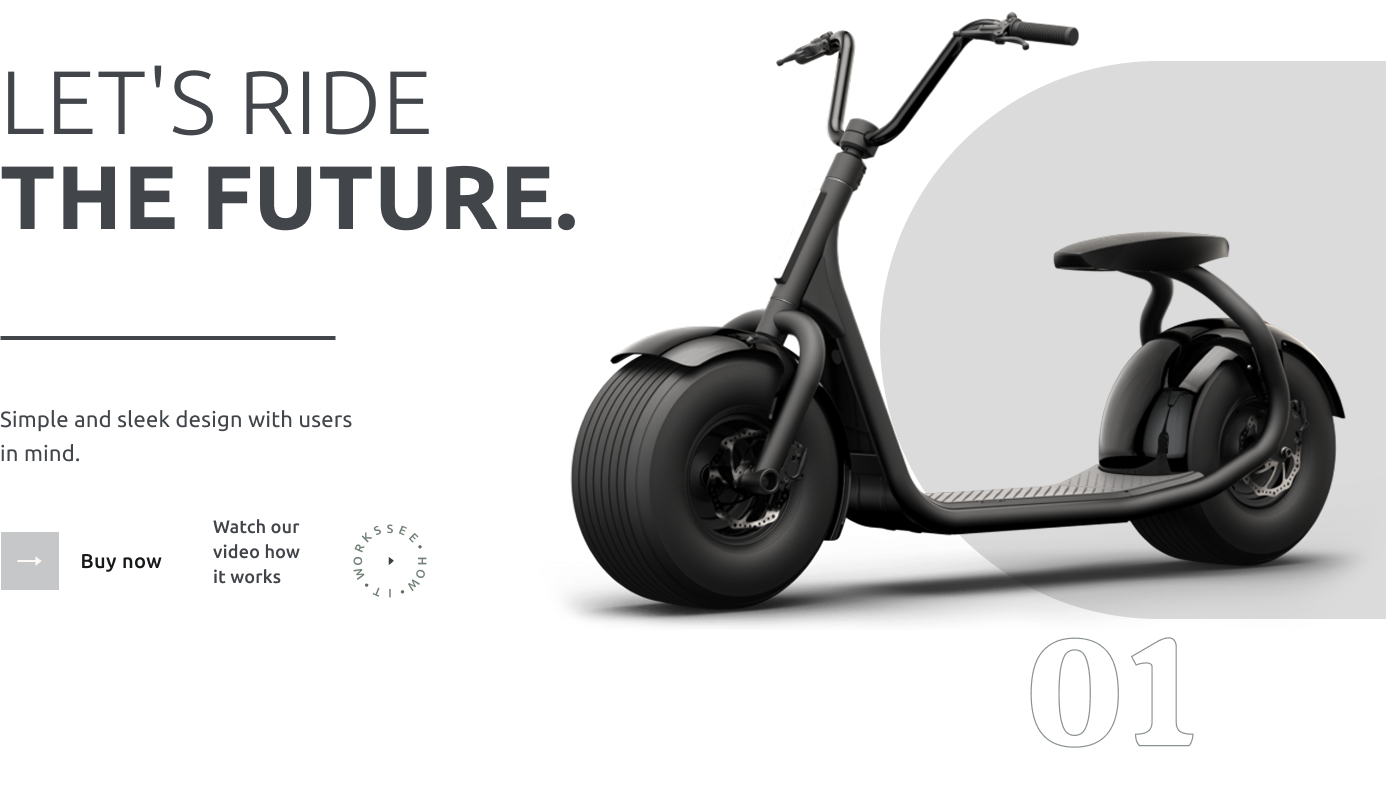 LET'S RIDE
THE FUTURE.
Simple and sleek design with users
in mind.
Buy now
Watch our
video how
it works
SEE • HOW • IT • WORKS
01